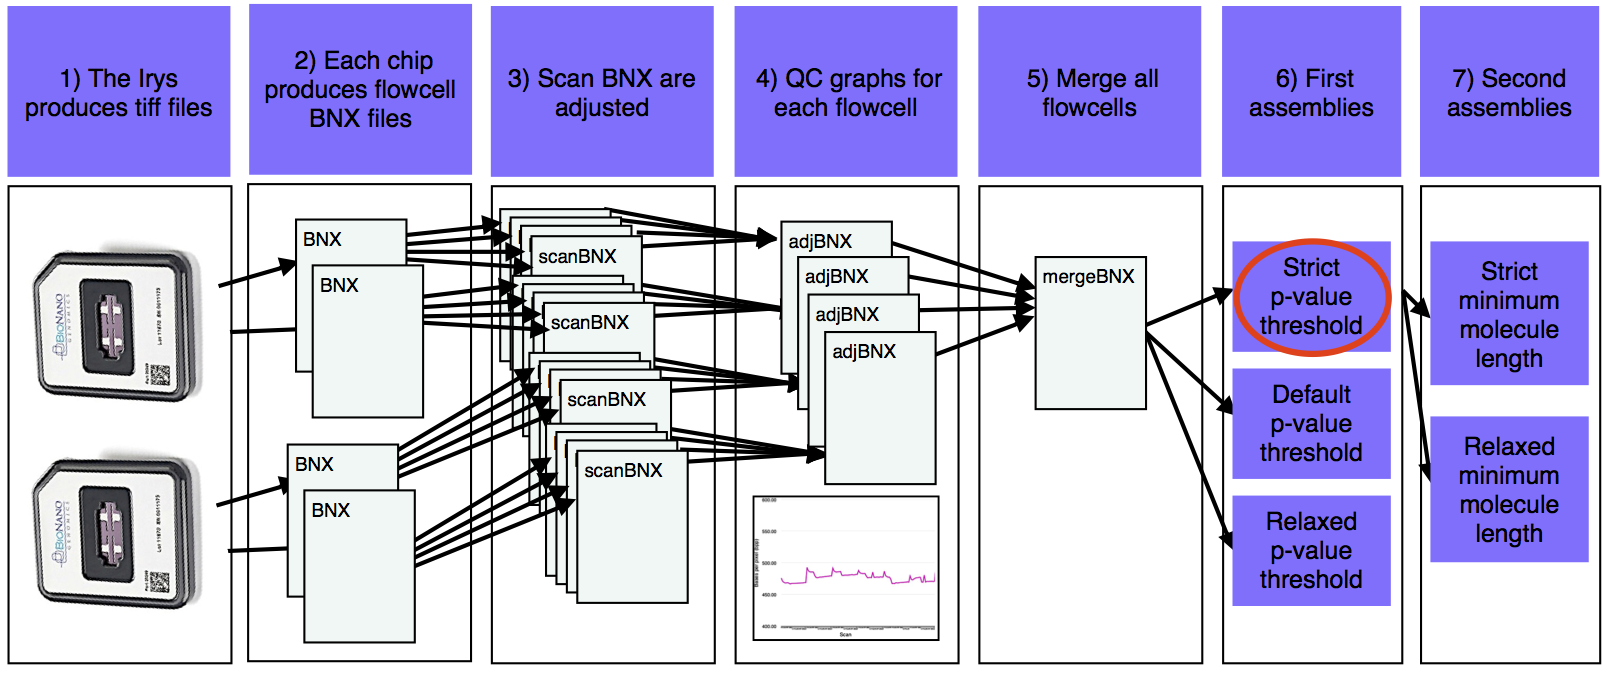 1) The Irys
produces tiff files
2) Each chip
produces flowcell
BNX files
3) Scan BNX are
adjusted
4) QC graphs for
each flowcell
5) Merge all
flowcells
6) First
assemblies
7) Second
assemblies
BIONANO
GENOMICS
BIONANO
GENOMICS
BNX
BNX
BNX
BNX
scanBNX
scanBNX
scanBNX
scanBNX
adjBNX
adjBNX
adjBNX
adjBNX
600.00
550.00
500.00
450.00
400.00
Scan
mergeBNX
Strict
p-value
threshold
Default
p-value
threshold
Relaxed
p-value
threshold
Strict
minimum
molecule
length
Relaxed
minimum
molecule
length